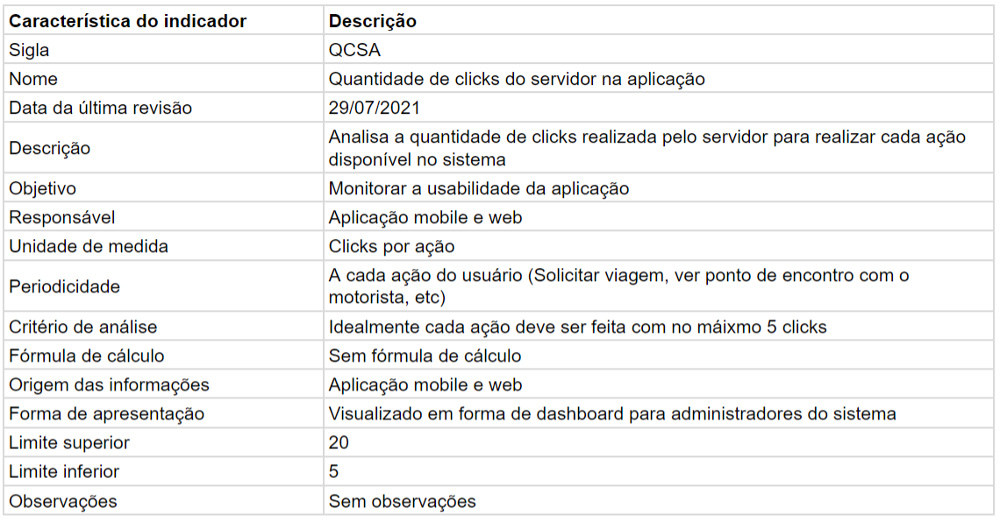 Característica do indicador Descrição
Sigla QCSA
Nome Quantidade de clicks do servidor na aplicação
Data da última revisão 29/07/2021
Descrição Analisa a quantidade de clicks realizada pelo servidor para realizar cada ação
disponível no sistema
Objetivo Monitorar a usabilidade da aplicação
Responsável Aplicação mobile e web
Unidade de medida Clicks por ação
Periodicidade A cada ação do usuário (Solicitar viagem, ver ponto de encontro com o
motorista, etc)
Critério de análise Idealmente cada ação deve ser feita com no máixmo 5 clicks
Fórmula de cálculo Sem fórmula de cálculo
Origem das informações Aplicação mobile e web
Forma de apresentação Visualizado em forma de dashboard para administradores do sistema
Limite superior 20
Limite inferior 5
Observações Sem observações